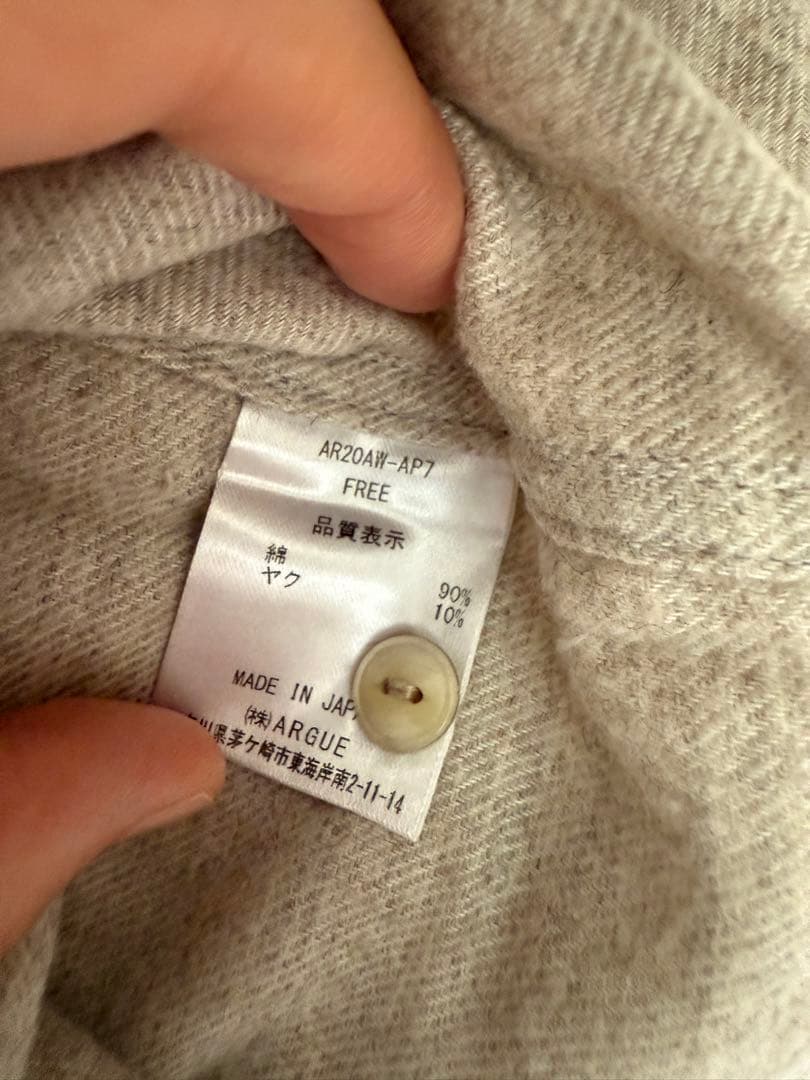 AR20AW-AP7
FREE
品質表示
綿 90%
ヤク 10%
MADE IN
(株)ARGUE
川県茅ケ崎市東海岸南2-11-14